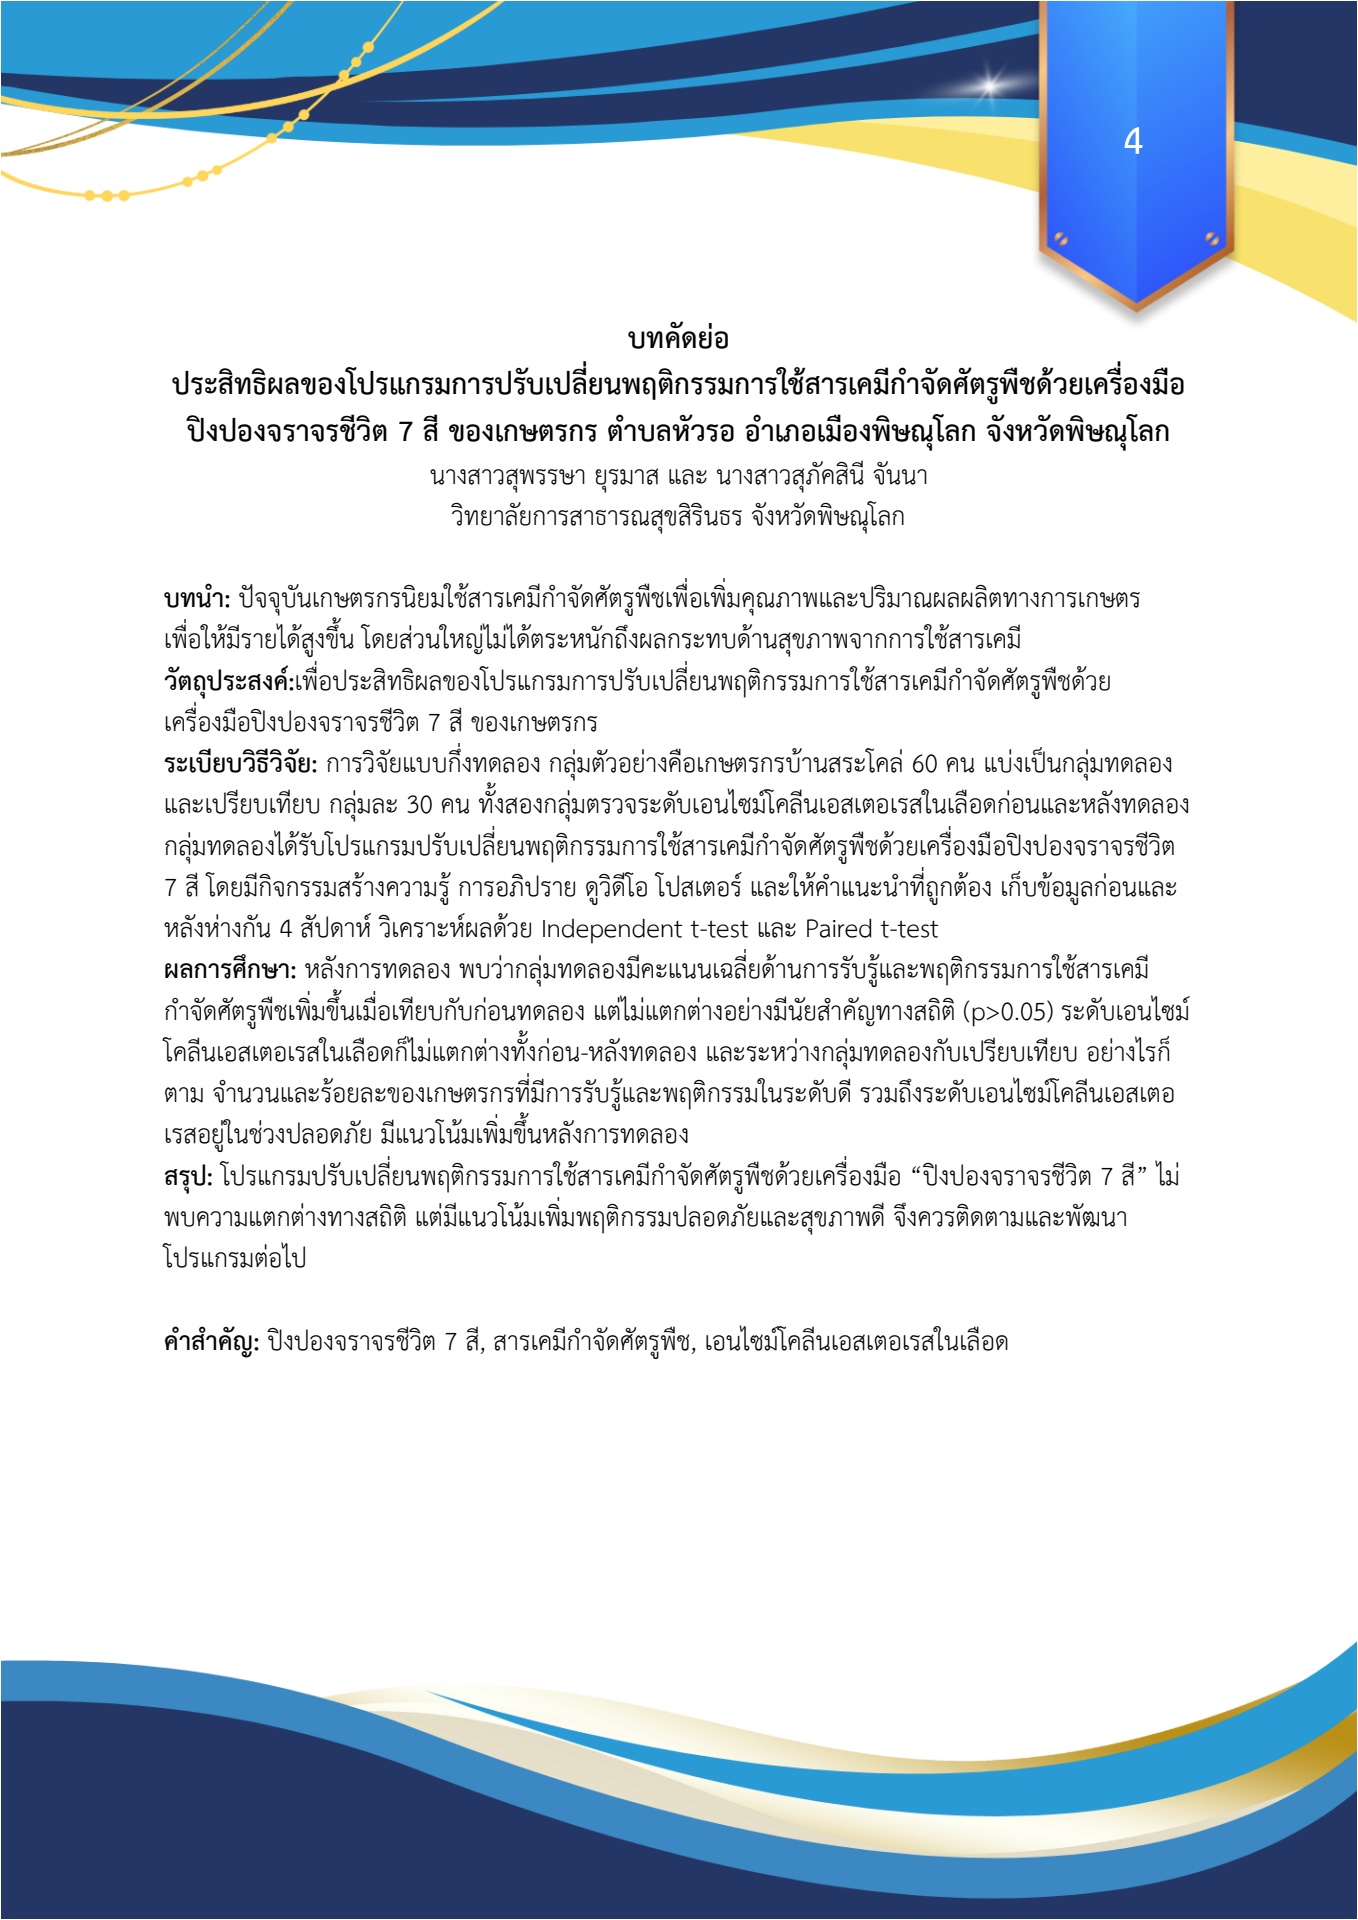 4
บทคัดย่อ
ประสิทธิผลของโปรแกรมการปรับเปลี่ยนพฤติกรรมการใช้สารเคมีกำจัดศัตรูพืชด้วยเครื่องมือ
ปิงปองจราจรชีวิต 7 สี ของเกษตรกร ตำบลหัวรอ อำเภอเมืองพิษณุโลก จังหวัดพิษณุโลก
นางสาวสุพรรษา ยุรมาส และ นางสาวสุภัคสินี จันนา
วิทยาลัยการสาธารณสุขสิรินธร จังหวัดพิษณุโลก
บทนำ: ปัจจุบันเกษตรกรนิยมใช้สารเคมีกำจัดศัตรูพืชเพื่อเพิ่มคุณภาพและปริมาณผลผลิตทางการเกษตร
เพื่อให้มีรายได้สูงขึ้น โดยส่วนใหญ่ไม่ได้ตระหนักถึงผลกระทบด้านสุขภาพจากการใช้สารเคมี
วัตถุประสงค์:เพื่อประสิทธิผลของโปรแกรมการปรับเปลี่ยนพฤติกรรมการใช้สารเคมีกำจัดศัตรูพืชด้วย
เครื่องมือปิงปองจราจรชีวิต 7 สี ของเกษตรกร
ระเบียบวิธีวิจัย: การวิจัยแบบกึ่งทดลอง กลุ่มตัวอย่างคือเกษตรกรบ้านสระโคล่ 60 คน แบ่งเป็นกลุ่มทดลอง
และเปรียบเทียบ กลุ่มละ 30 คน ทั้งสองกลุ่มตรวจระดับเอนไซม์โคลีนเอสเตอเรสในเลือดก่อนและหลังทดลอง
กลุ่มทดลองได้รับโปรแกรมปรับเปลี่ยนพฤติกรรมการใช้สารเคมีกำจัดศัตรูพืชด้วยเครื่องมือปิงปองจราจรชีวิต
7 สี โดยมีกิจกรรมสร้างความรู้ การอภิปราย ดูวิดีโอ โปสเตอร์ และให้คำแนะนำที่ถูกต้อง เก็บข้อมูลก่อนและ
หลังห่างกัน 4 สัปดาห์ วิเคราะห์ผลด้วย Independent t-test และ Paired t-test
ผลการศึกษา: หลังการทดลอง พบว่ากลุ่มทดลองมีคะแนนเฉลี่ยด้านการรับรู้และพฤติกรรมการใช้สารเคมี
กำจัดศัตรูพืชเพิ่มขึ้นเมื่อเทียบกับก่อนทดลอง แต่ไม่แตกต่างอย่างมีนัยสำคัญทางสถิติ (p>0.05) ระดับเอนไซม์
โคลีนเอสเตอเรสในเลือดก็ไม่แตกต่างทั้งก่อน-หลังทดลอง และระหว่างกลุ่มทดลองกับเปรียบเทียบ อย่างไรก็
ตาม จำนวนและร้อยละของเกษตรกรที่มีการรับรู้และพฤติกรรมในระดับดี รวมถึงระดับเอนไซม์โคลีนเอสเตอ
เรสอยู่ในช่วงปลอดภัย มีแนวโน้มเพิ่มขึ้นหลังการทดลอง
สรุป: โปรแกรมปรับเปลี่ยนพฤติกรรมการใช้สารเคมีกำจัดศัตรูพืชด้วยเครื่องมือ “ปิงปองจราจรชีวิต 7 สี” ไม่
พบความแตกต่างทางสถิติ แต่มีแนวโน้มเพิ่มพฤติกรรมปลอดภัยและสุขภาพดี จึงควรติดตามและพัฒนา
โปรแกรมต่อไป
คำสำคัญ: ปิงปองจราจรชีวิต 7 สี, สารเคมีกำจัดศัตรูพืช, เอนไซม์โคลีนเอสเตอเรสในเลือด